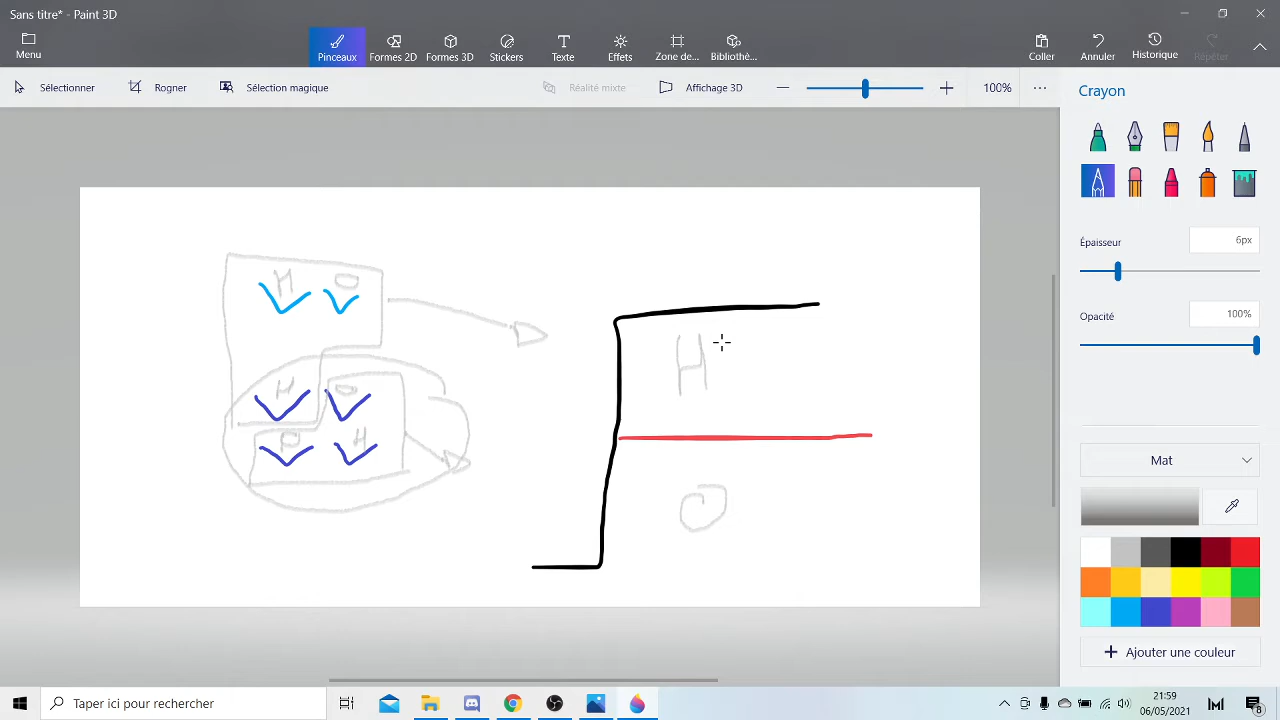 Sans titre* - Paint 3D
Menu
Pinceaux
Formes 2D
Formes 3D
Stickers
Texte
Effets
Zone de...
Bibliothè...
Coller
Annuler
Historique
Répéter
Sélectionner
Rogner
Sélection magique
Réalité mixte
Affichage 3D
100%
Crayon
Épaisseur
6px
Opacité
100%
Mat
Ajouter une couleur
H O
H O
O H
H
O
Taper ici pour rechercher
21:59
06/05/2021
8